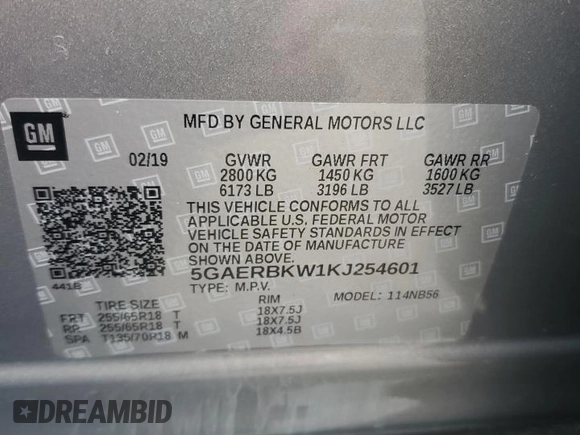 GM
MFD BY GENERAL MOTORS LLC
02/19 GVWR GAWR FRT GAWR RR
2800 KG 1450 KG 1600 KG
6173 LB 3196 LB 3527 LB
THIS VEHICLE CONFORMS TO ALL
APPLICABLE U.S. FEDERAL MOTOR
VEHICLE SAFETY STANDARDS IN
EFFECT ON THE DATE OF MANUFACTURE
SHOWN ABOVE.
5GAERBKW1KJ254601
441B
TYPE: M.P.V. MODEL: 114NB56
TIRE SIZE RIM
FRT 255/65R18 T 18X7.5J
RR 255/65R18 T 18X7.5J
SPA T135/70R18 M 18X4.5B
DREAMBID